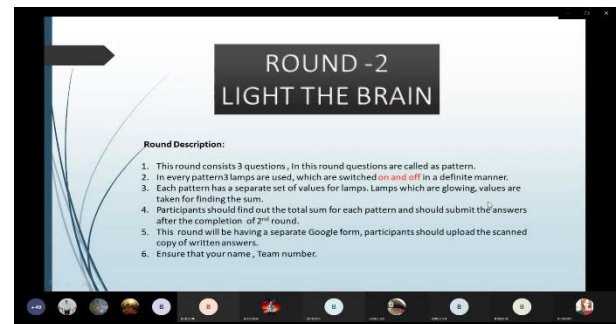 ROUND -2
LIGHT THE BRAIN
Round Description:
1. This round consists 3 questions , In this round questions are called as pattern.
2. In every pattern3 lamps are used, which are switched on and off in a definite manner.
3. Each pattern has a separate set of values for lamps. Lamps which are glowing, values are
taken for finding the sum.
4. Participants should find out the total sum for each pattern and should submit the answers
after the completion of 2nd round.
5. This round will be having a separate Google form, participants should upload the scanned
copy of written answers.
6. Ensure that your name , Team number.
+40 B B B B B